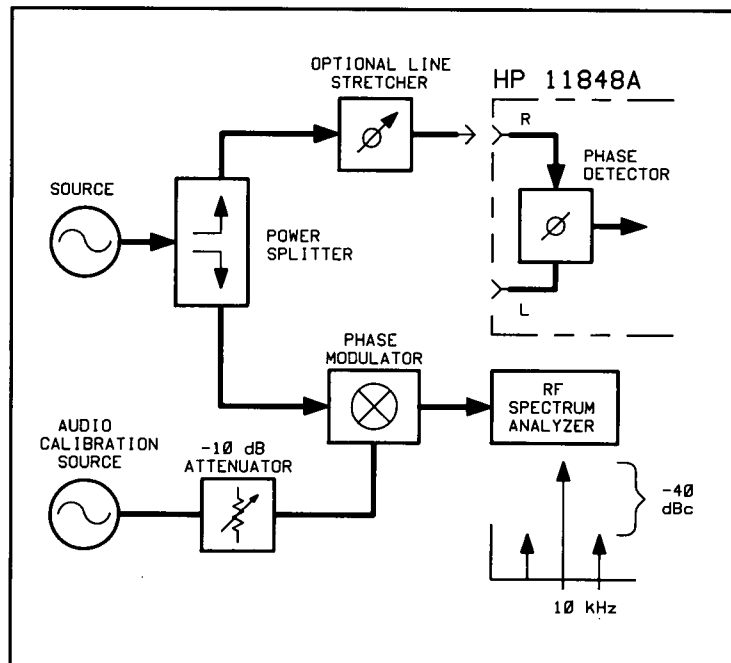 OPTIONAL LINE
STRETCHER
HP 11848A
R
PHASE
DETECTOR
SOURCE
POWER
SPLITTER
L
PHASE
MODULATOR
RF
SPECTRUM
ANALYZER
AUDIO
CALIBRATION
SOURCE
-10 dB
ATTENUATOR
-40
dBc
10 kHz